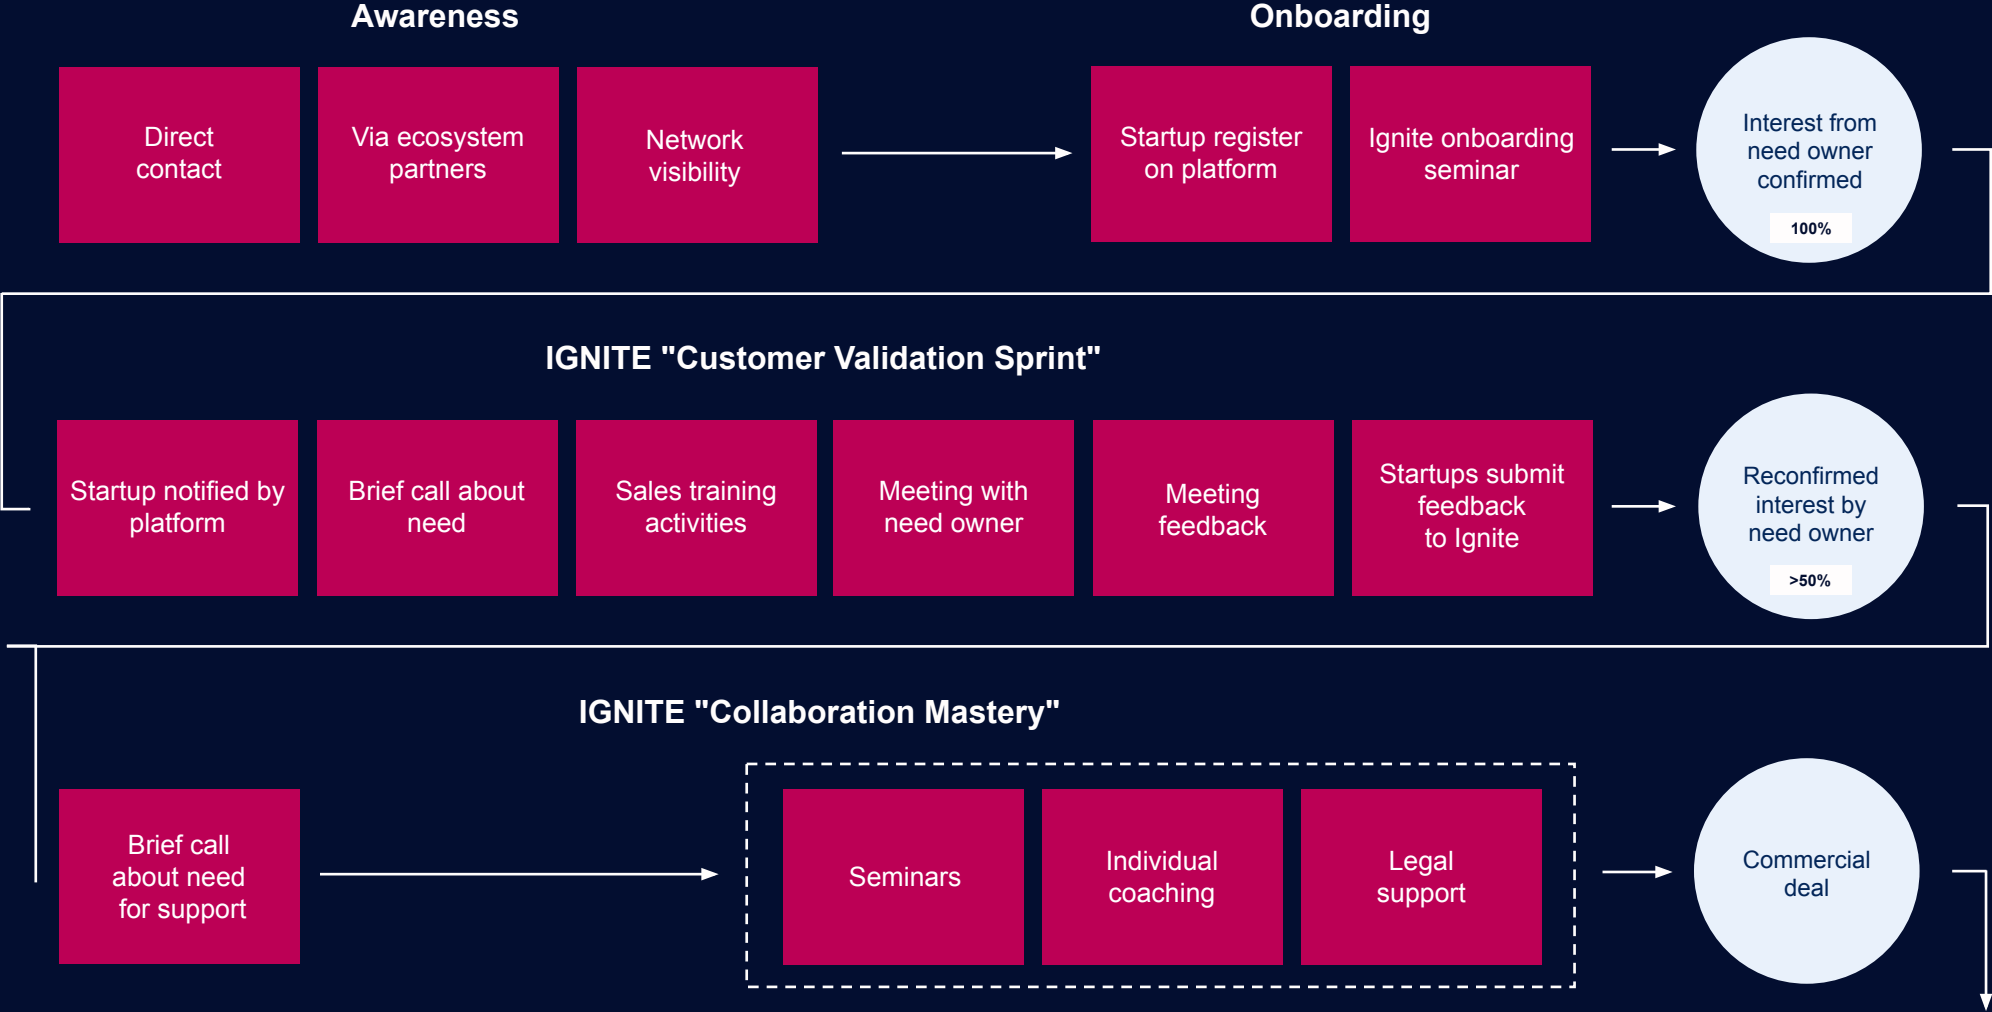 Awareness
Onboarding
Direct
contact
Via ecosystem
partners
Network
visibility
Startup register
on platform
Ignite onboarding
seminar
Interest from
need owner
confirmed
100%
IGNITE "Customer Validation Sprint"
Startup notified by
platform
Brief call about
need
Sales training
activities
Meeting with
need owner
Meeting
feedback
Startups submit
feedback
to Ignite
Reconfirmed
interest by
need owner
>50%
IGNITE "Collaboration Mastery"
Brief call
about need
for support
Seminars
Individual
coaching
Legal
support
Commercial
deal